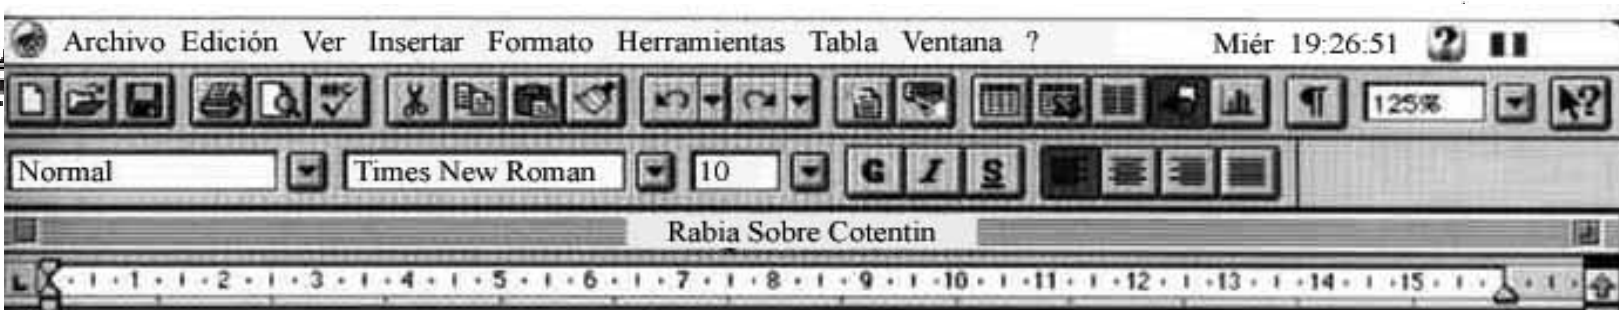 Archivo Edición Ver Insertar Formato Herramientas Tabla Ventana ? Miér 19:26:51 ?
ABC ¶ 125% ?
Normal Times New Roman 10 G I S
Rabia Sobre Cotentin
1 2 3 4 5 6 7 8 9 10 11 12 13 14 15